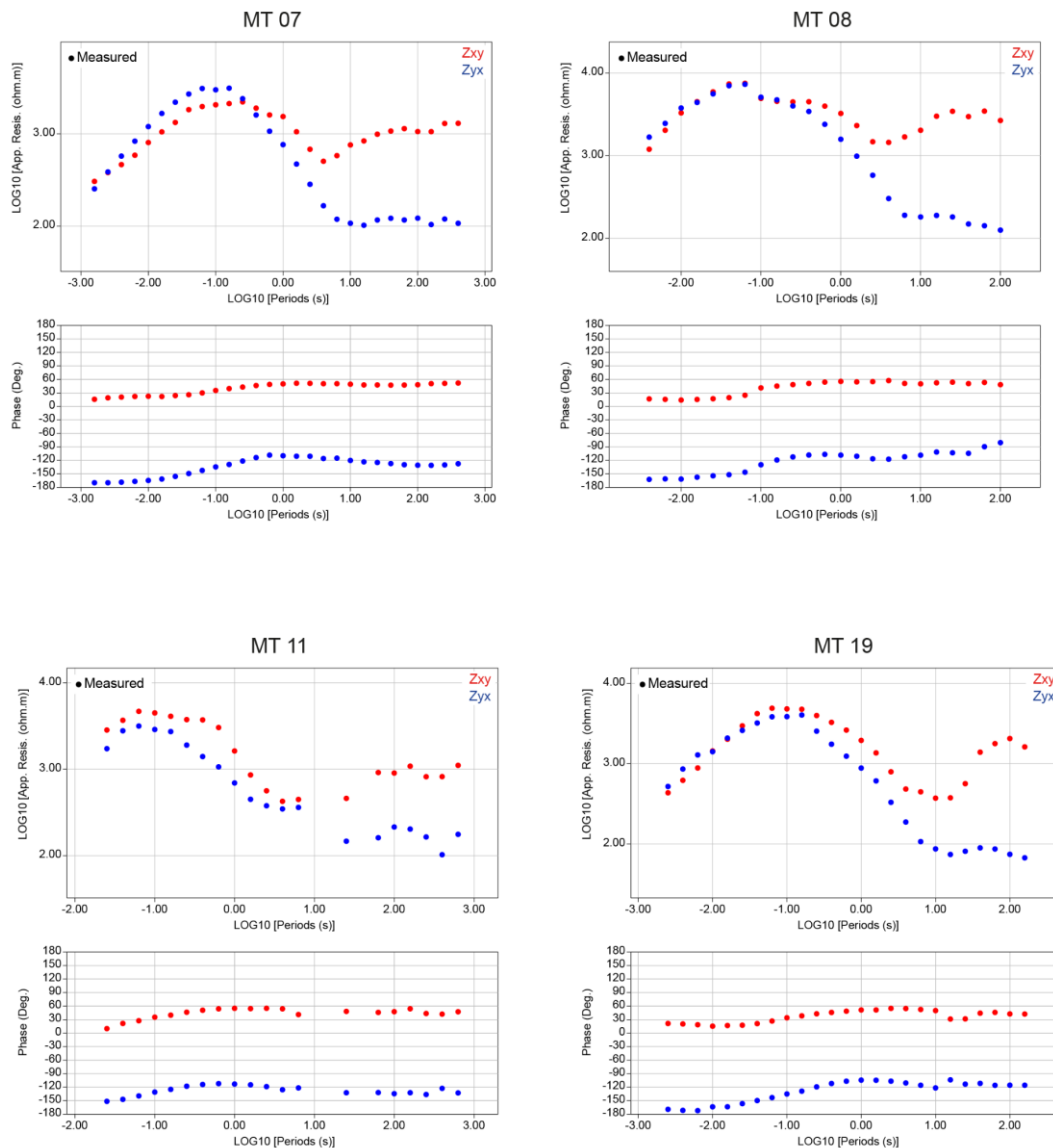 MT 07
Measured
Zxy
Zyx
LOG10 [App. Resis. (ohm.m)]
3.00
2.00
-3.00 -2.00 -1.00 0.00 1.00 2.00 3.00
LOG10 [Periods (s)]
Phase (Deg.)
180
150
120
90
60
30
0
-30
-60
-90
-120
-150
-180
-3.00 -2.00 -1.00 0.00 1.00 2.00 3.00
LOG10 [Periods (s)]
MT 08
Measured
Zxy
Zyx
LOG10 [App. Resis. (ohm.m)]
4.00
3.00
2.00
-2.00 -1.00 0.00 1.00 2.00
LOG10 [Periods (s)]
Phase (Deg.)
180
150
120
90
60
30
0
-30
-60
-90
-120
-150
-180
-2.00 -1.00 0.00 1.00 2.00
LOG10 [Periods (s)]
MT 11
Measured
Zxy
Zyx
LOG10 [App. Resis. (ohm.m)]
4.00
3.00
2.00
-2.00 -1.00 0.00 1.00 2.00 3.00
LOG10 [Periods (s)]
Phase (Deg.)
180
150
120
90
60
30
0
-30
-60
-90
-120
-150
-180
-2.00 -1.00 0.00 1.00 2.00 3.00
LOG10 [Periods (s)]
MT 19
Measured
Zxy
Zyx
LOG10 [App. Resis. (ohm.m)]
4.00
3.00
2.00
-3.00 -2.00 -1.00 0.00 1.00 2.00
LOG10 [Periods (s)]
Phase (Deg.)
180
150
120
90
60
30
0
-30
-60
-90
-120
-150
-180
-3.00 -2.00 -1.00 0.00 1.00 2.00
LOG10 [Periods (s)]